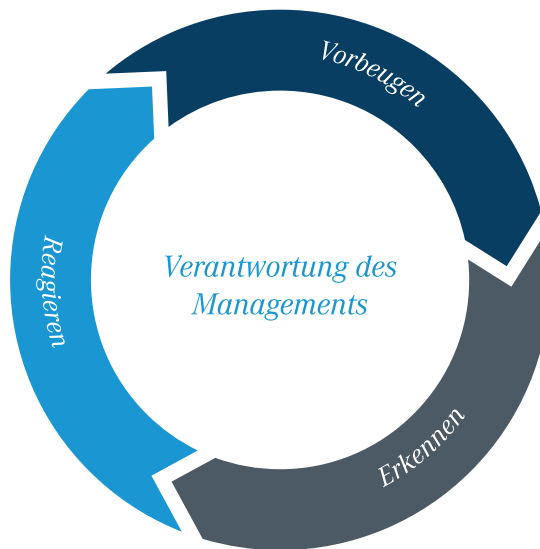 Vorbeugen
Verantwortung des
Managements
Reagieren
Erkennen